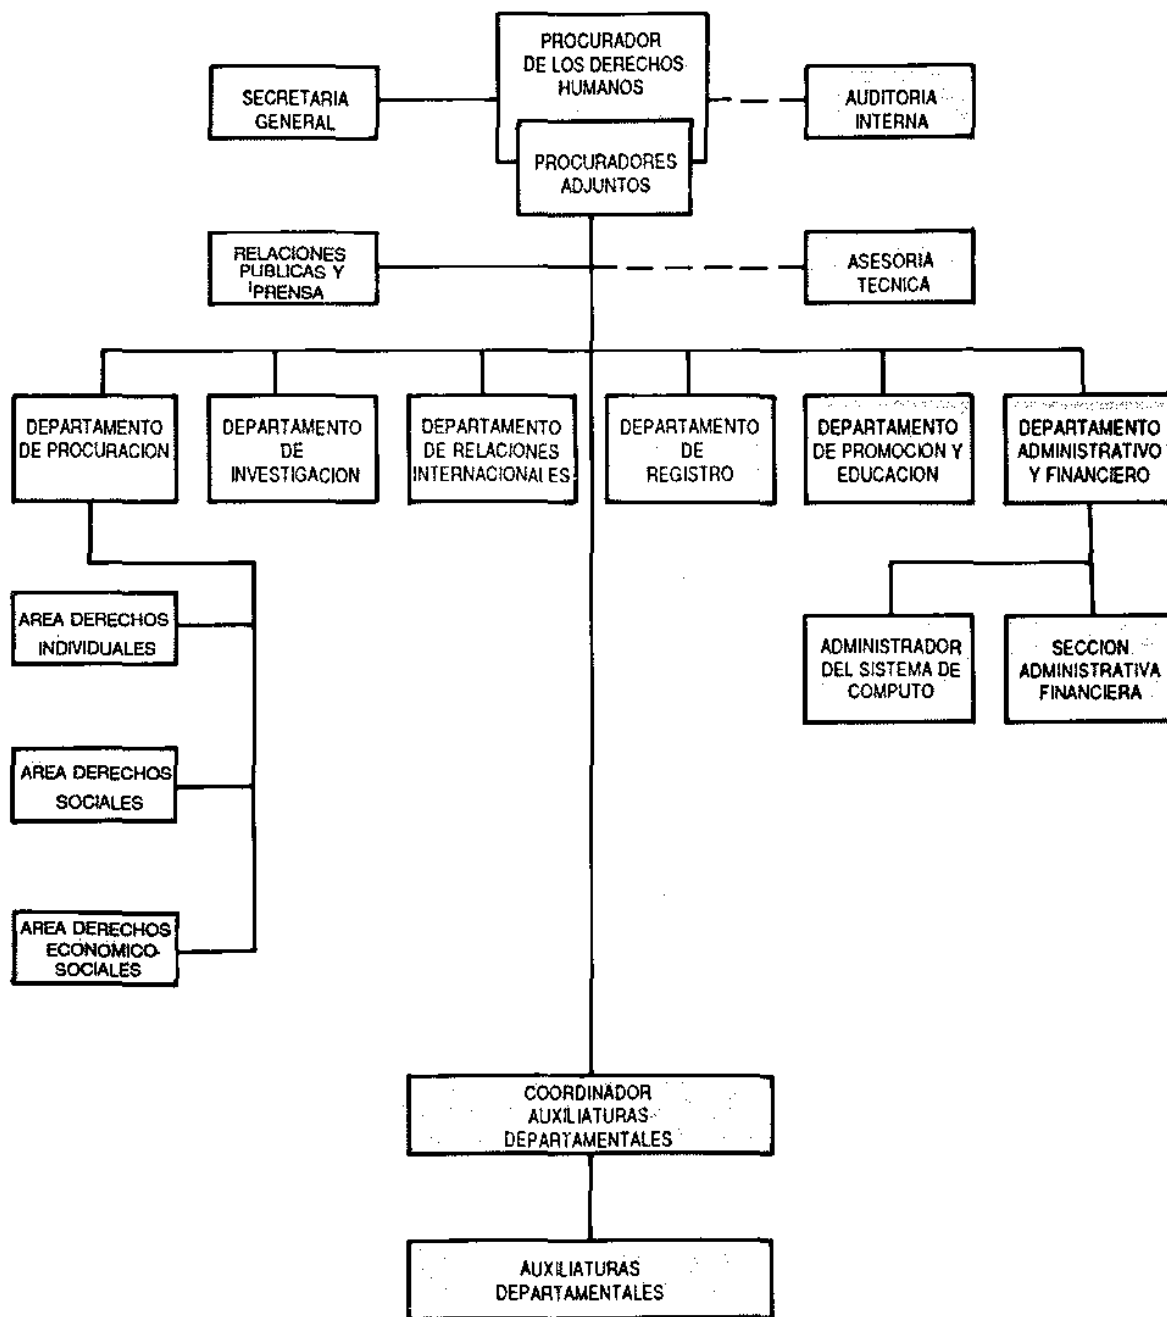 PROCURADOR
DE LOS DERECHOS
HUMANOS
SECRETARIA
GENERAL
AUDITORIA
INTERNA
PROCURADORES
ADJUNTOS
RELACIONES
PUBLICAS Y
PRENSA
ASESORIA
TECNICA
DEPARTAMENTO
DE PROCURACION
DEPARTAMENTO
DE
INVESTIGACION
DEPARTAMENTO
DE RELACIONES
INTERNACIONALES
DEPARTAMENTO
DE
REGISTRO
DEPARTAMENTO
DE PROMOCION Y
EDUCACION
DEPARTAMENTO
ADMINISTRATIVO
Y FINANCIERO
AREA DERECHOS
INDIVIDUALES
ADMINISTRADOR
DEL SISTEMA DE
COMPUTO
SECCION
ADMINISTRATIVA
FINANCIERA
AREA DERECHOS
SOCIALES
AREA DERECHOS
ECONOMICO-
SOCIALES
COORDINADOR
AUXILIATURAS
DEPARTAMENTALES
AUXILIATURAS
DEPARTAMENTALES